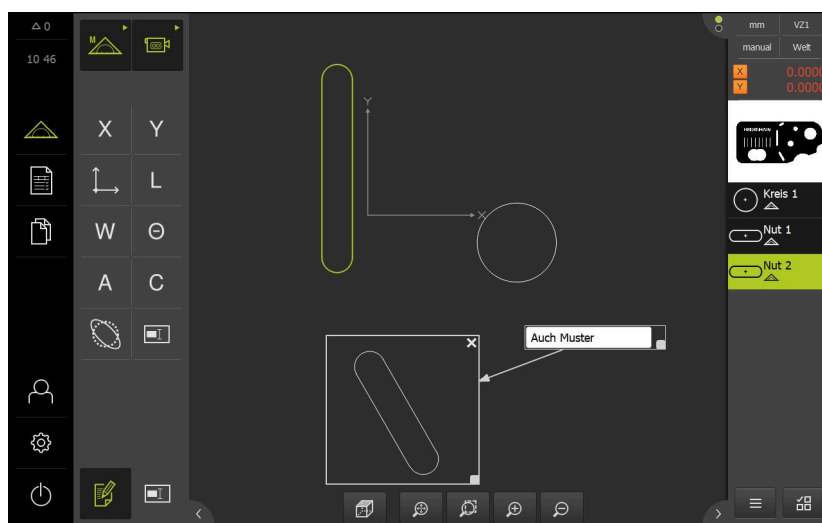 0
10 46
M
X Y
L
W Θ
A C
Y
X
Auch Muster
mm VZ1
manual Welt
X 0.0000
Y 0.0000
HEIDENHAIN
Kreis 1
Nut 1
Nut 2